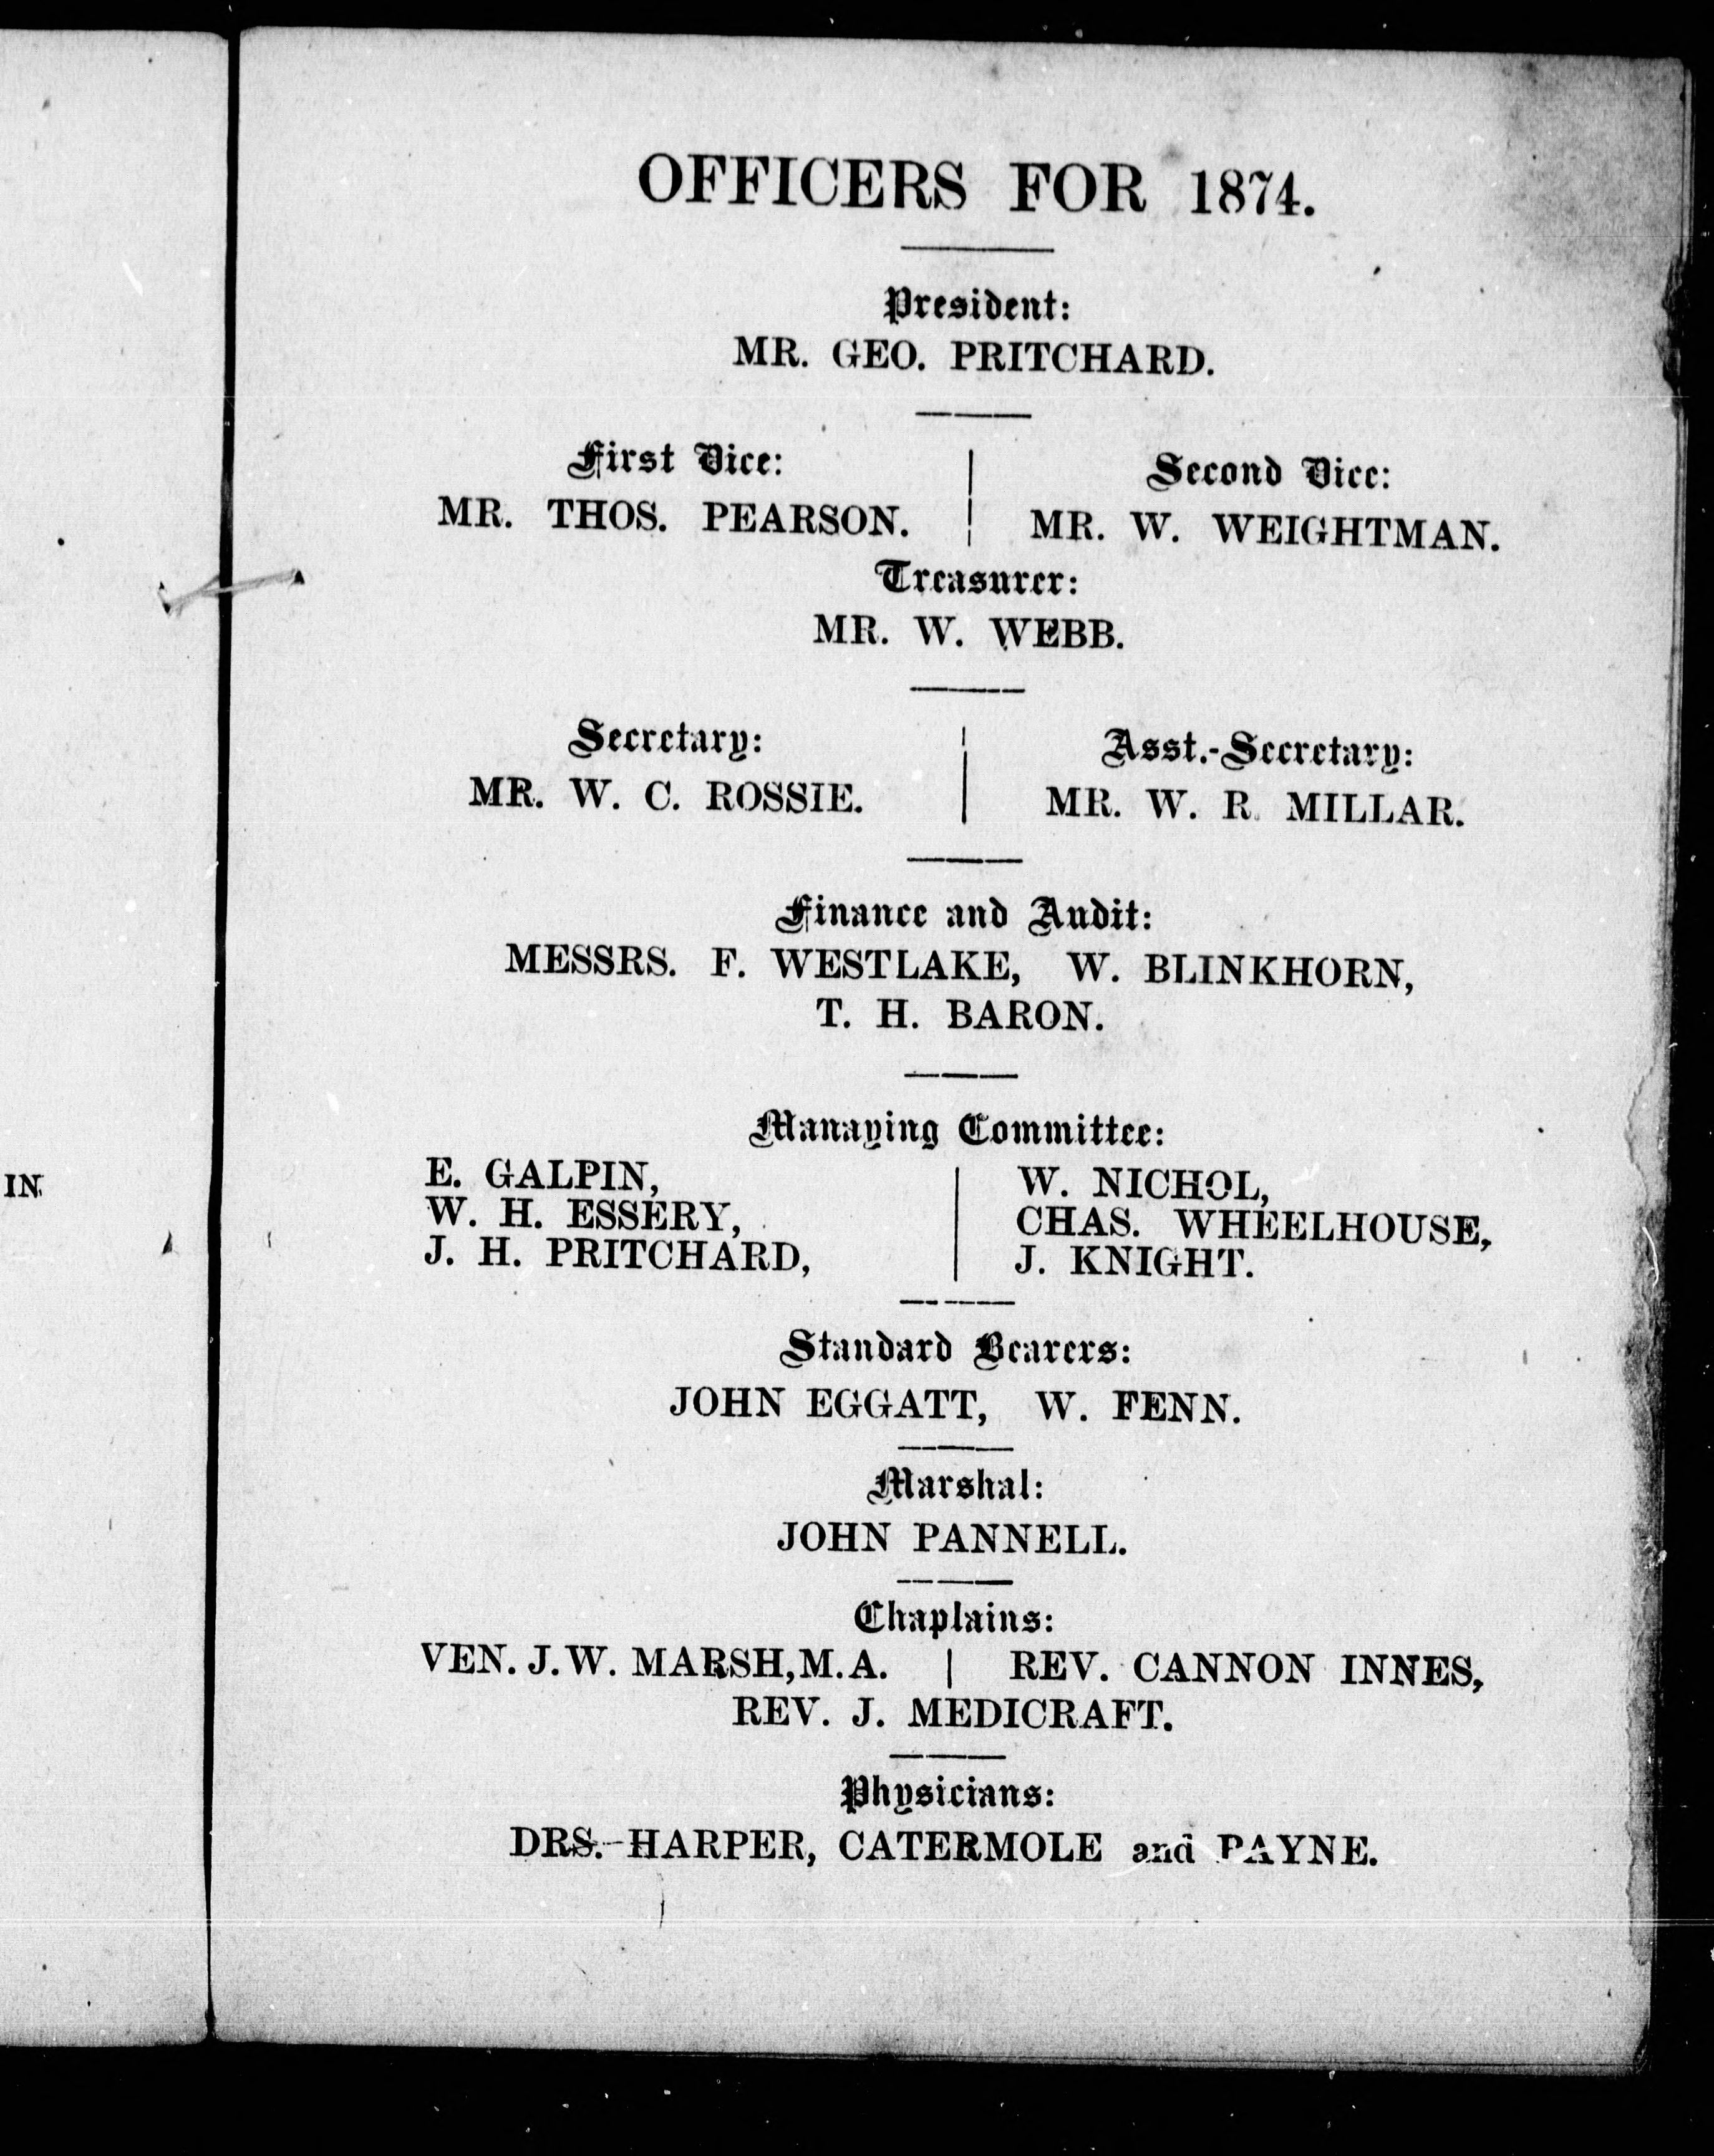 OFFICERS FOR 1874.
President:
MR. GEO. PRITCHARD.
First Vice:
MR. THOS. PEARSON.
Second Vice:
MR. W. WEIGHTMAN.
Treasurer:
MR. W. WEBB.
Secretary:
MR. W. C. ROSSIE.
Asst.-Secretary:
MR. W. R. MILLAR.
Finance and Audit:
MESSRS. F. WESTLAKE, W. BLINKHORN,
T. H. BARON.
Managing Committee:
E. GALPIN,
W. H. ESSERY,
J. H. PRITCHARD,
W. NICHOL,
CHAS. WHEELHOUSE,
J. KNIGHT.
Standard Bearers:
JOHN EGGATT, W. FENN.
Marshal:
JOHN PANNELL.
Chaplains:
VEN. J. W. MARSH, M. A. | REV. CANNON INNES,
REV. J. MEDICRAFT.
Physicians:
DRS. HARPER, CATERMOLE and PAYNE.
IN